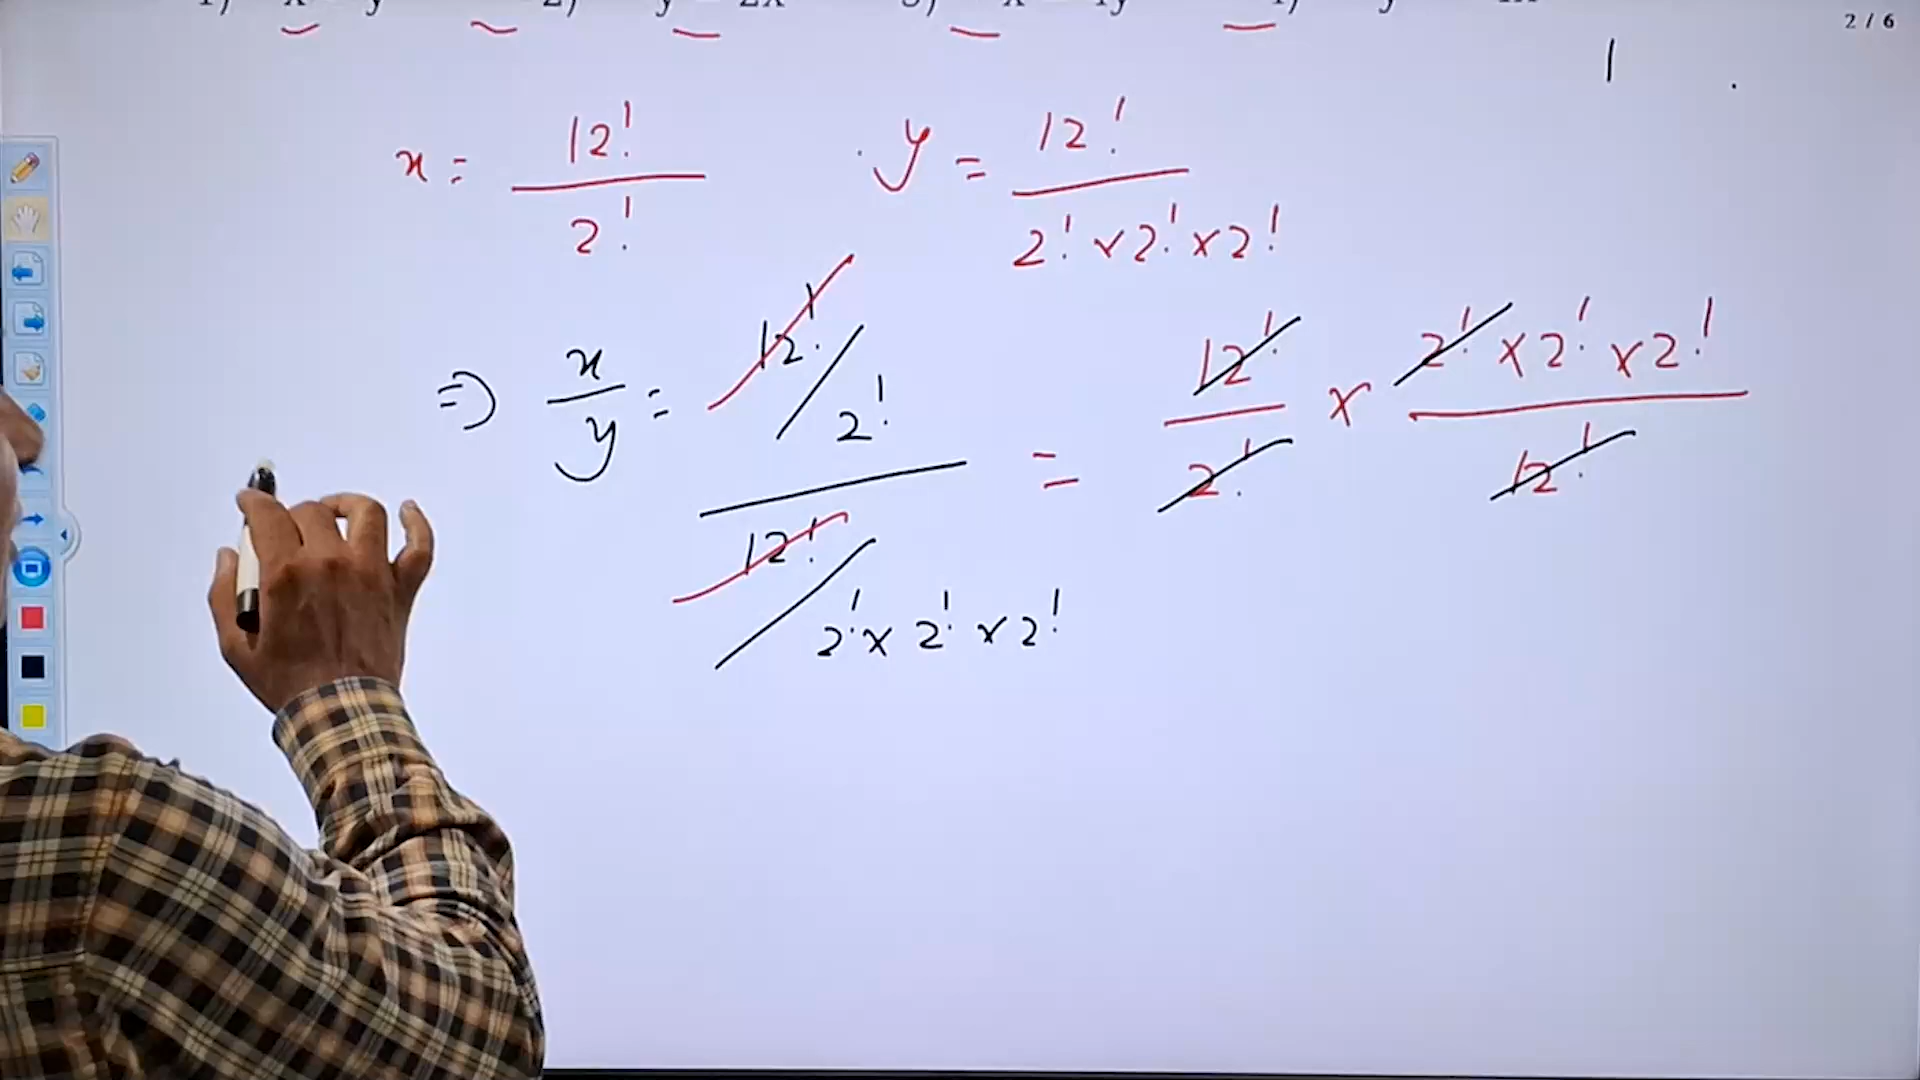 2 / 6
x = 12! / 2!    y = 12! / 2! × 2! × 2!
⇒ x / y = 12! / 2! / 12! / 2! × 2! × 2! = 12! / 2! × 2! × 2! × 2! / 12!